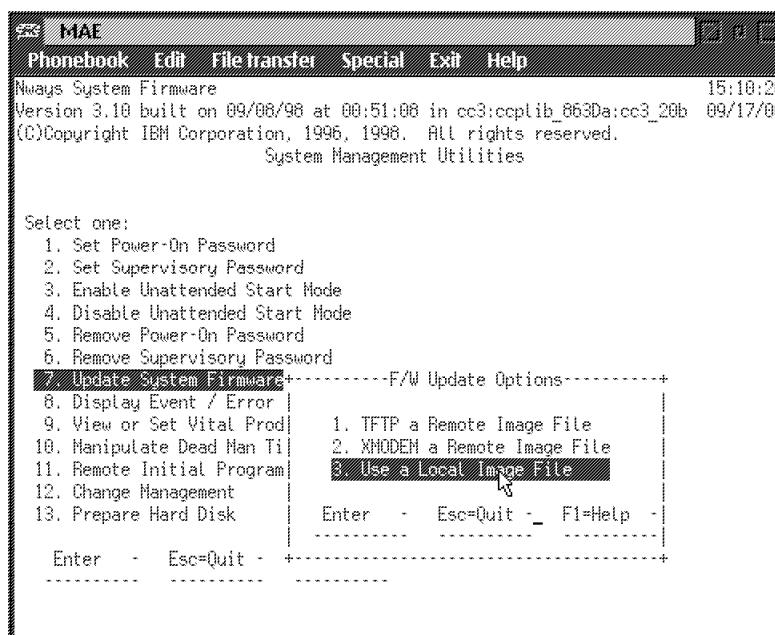 MAE
Phonebook Edit File transfer Special Exit Help
Nways System Firmware 15:10:2
Version 3.10 built on 09/08/98 at 00:51:08 in cc3:ccplib_863Da:cc3_20b 09/17/0
(C)Copyright IBM Corporation, 1996, 1998. All rights reserved.
System Management Utilities
Select one:
1. Set Power-On Password
2. Set Supervisory Password
3. Enable Unattended Start Mode
4. Disable Unattended Start Mode
5. Remove Power-On Password
6. Remove Supervisory Password
7. Update System Firmware+----------F/W Update Options----------+
8. Display Event / Error |
9. View or Set Vital Prod| 1. TFTP a Remote Image File |
10. Manipulate Dead Man Ti| 2. XMODEM a Remote Image File |
11. Remote Initial Program| 3. Use a Local Image File |
12. Change Management |
13. Prepare Hard Disk | Enter - Esc=Quit -_ F1=Help -|
Enter - Esc=Quit -